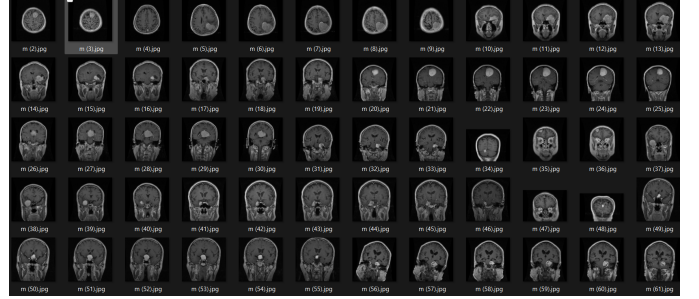 m (2).jpg m (3).jpg m (4).jpg m (5).jpg m (6).jpg m (7).jpg m (8).jpg m (9).jpg m (10).jpg m (11).jpg m (12).jpg m (13).jpg
m (14).jpg m (15).jpg m (16).jpg m (17).jpg m (18).jpg m (19).jpg m (20).jpg m (21).jpg m (22).jpg m (23).jpg m (24).jpg m (25).jpg
m (26).jpg m (27).jpg m (28).jpg m (29).jpg m (30).jpg m (31).jpg m (32).jpg m (33).jpg m (34).jpg m (35).jpg m (36).jpg m (37).jpg
m (38).jpg m (39).jpg m (40).jpg m (41).jpg m (42).jpg m (43).jpg m (44).jpg m (45).jpg m (46).jpg m (47).jpg m (48).jpg m (49).jpg
m (50).jpg m (51).jpg m (52).jpg m (53).jpg m (54).jpg m (55).jpg m (56).jpg m (57).jpg m (58).jpg m (59).jpg m (60).jpg m (61).jpg